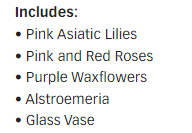 Includes:
• Pink Asiatic Lilies
• Pink and Red Roses
• Purple Waxflowers
• Alstroemeria
• Glass Vase